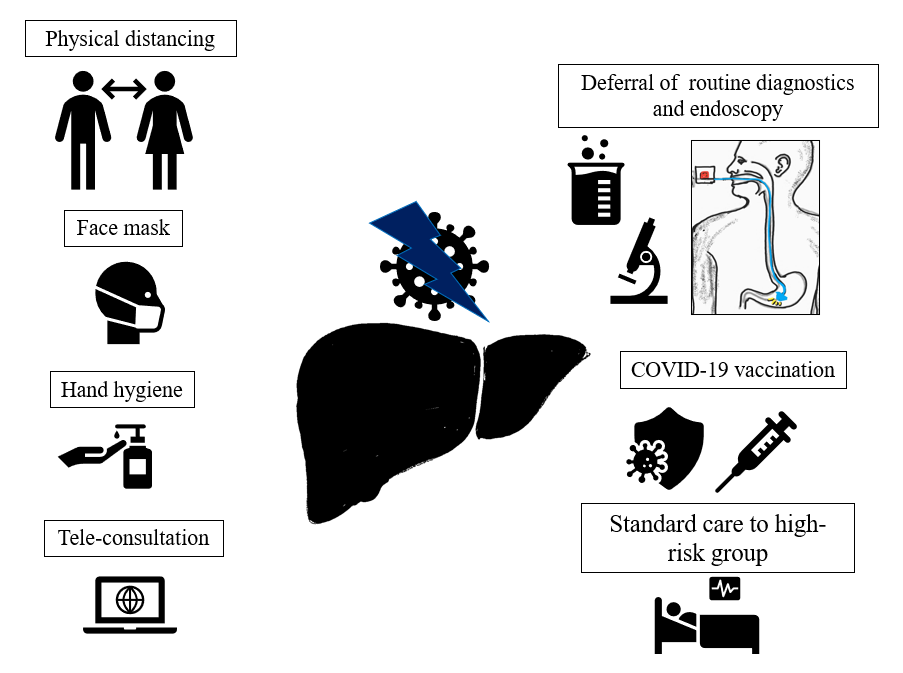 Physical distancing
Face mask
Hand hygiene
Tele-consultation
Deferral of routine diagnostics
and endoscopy
COVID-19 vaccination
Standard care to high-
risk group